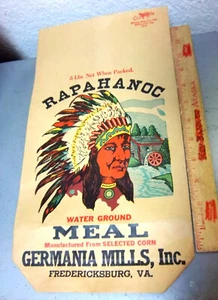 5 Lbs. Net When Packed.
RAPAHANOC
WATER GROUND
MEAL
Manufactured From SELECTED CORN
GERMANIA MILLS, Inc.
FREDERICKSBURG, VA.